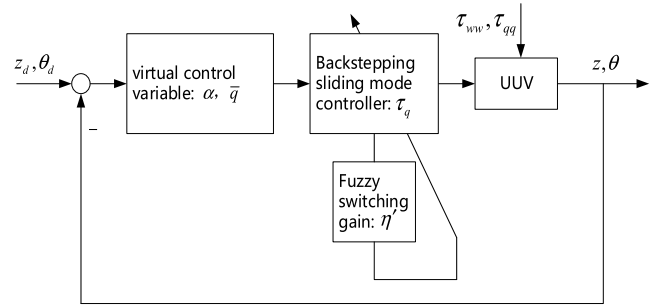 z_d, θ_d
virtual control
variable: α, q̅
Backstepping
sliding mode
controller: τ_q
τ_ww, τ_qq
UUV
z, θ
−
Fuzzy
switching
gain: η′